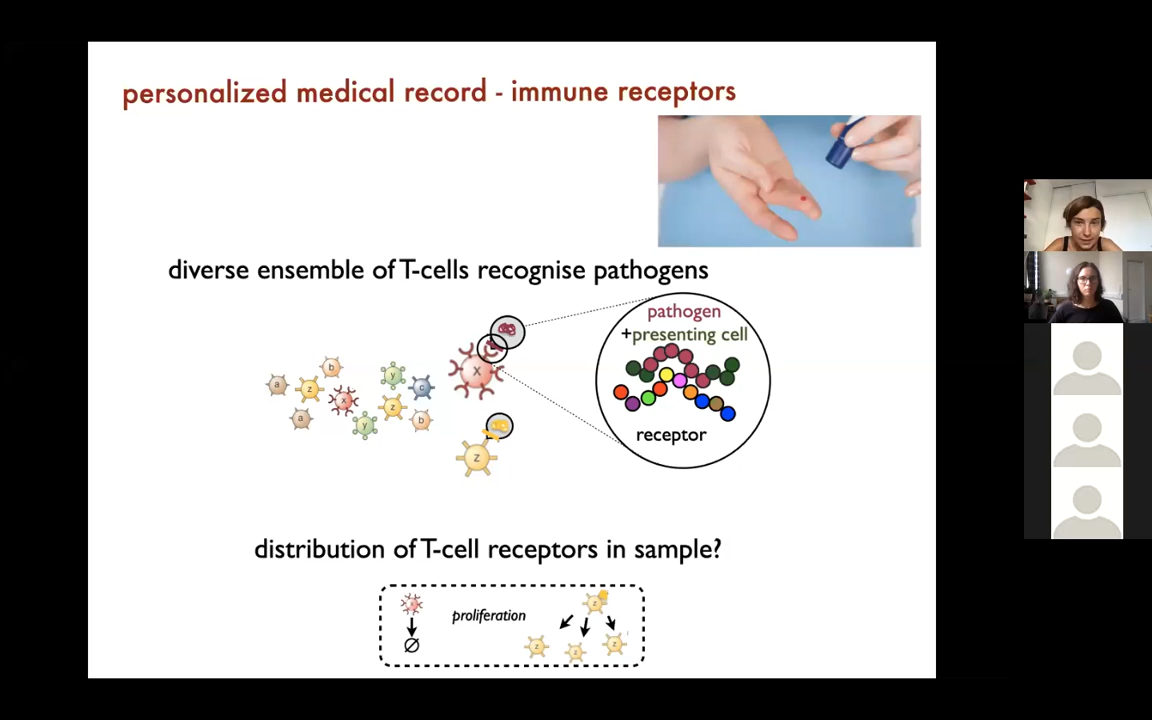 personalized medical record - immune receptors
diverse ensemble of T-cells recognise pathogens
pathogen
+presenting cell
receptor
b
a
z
y
c
x
x
z
a
y
b
z
distribution of T-cell receptors in sample?
proliferation
z
∅
z
z
z